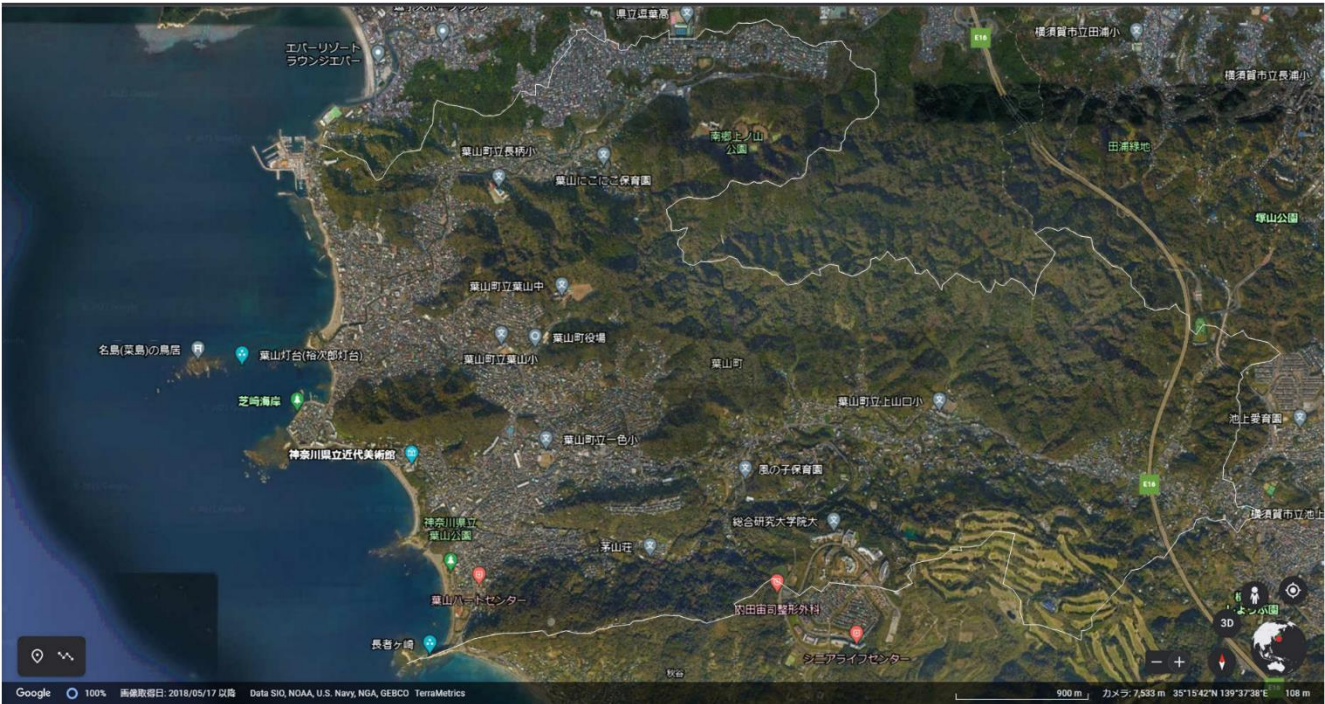 県立逗葉高
E16
横須賀市立田浦小
エバーリゾート
ラウンジエバー
横須賀市立長浦小
南郷上ノ山
公園
田浦緑地
葉山町立長柄小
葉山にこにこ保育園
塚山公園
葉山町立葉山中
葉山町役場
名島(菜島)の鳥居
葉山灯台(裕次郎灯台)
葉山町立葉山小
葉山町
芝崎海岸
葉山町立上山口小
池上愛育園
葉山町立一色小
神奈川県立近代美術館
風の子保育園
E16
横須賀市立池上
神奈川県立
葉山公園
総合研究大学院大
茅山荘
葉山ハートセンター
しょうぶ園
3D
長者ヶ崎
シニアライフセンター
秋谷
Google
100%
画像取得日: 2018/05/17 以降
Data SIO, NOAA, U.S. Navy, NGA, GEBCO TerraMetrics
900 m
カメラ: 7,533 m
35°15'42"N 139°37'38"E
108 m